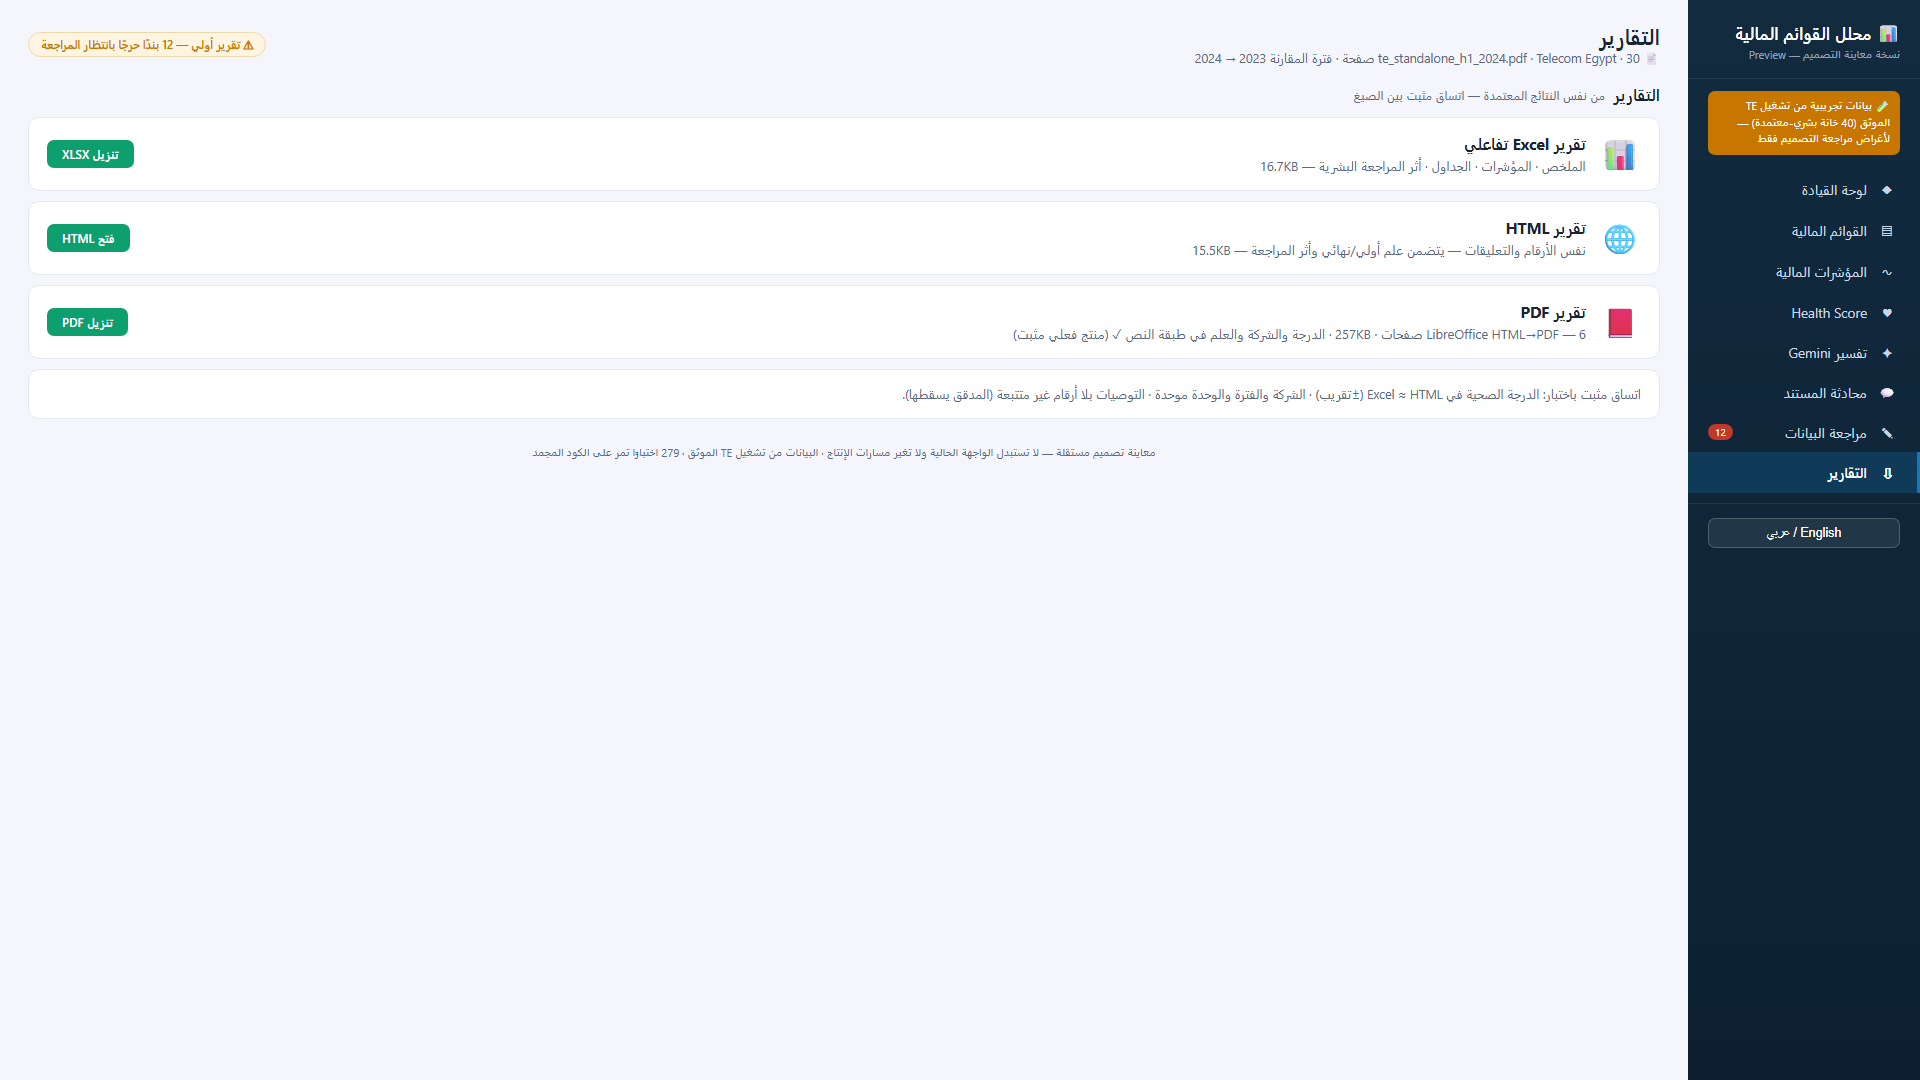 محلل القوائم المالية
نسخة معاينة التصميم — Preview
بيانات تجريبية من تشغيل TE
الموثق (40 خانة بشري-معتمدة) —
لأغراض مراجعة التصميم فقط
لوحة القيادة
القوائم المالية
المؤشرات المالية
Health Score
تفسير Gemini
محادثة المستند
مراجعة البيانات
12
التقارير
عربي / English
التقارير
⚠ تقرير أولي — 12 بندًا حرجًا بانتظار المراجعة
te_standalone_h1_2024.pdf · Telecom Egypt · 30 صفحة · فترة المقارنة 2023 → 2024
التقارير من نفس النتائج المعتمدة — اتساق مثبت بين الصيغ
تقرير Excel تفاعلي
الملخص · المؤشرات · الجداول · أثر المراجعة البشرية — 16.7KB
تنزيل XLSX
تقرير HTML
نفس الأرقام والتعليقات — يتضمن علم أولي/نهائي وأثر المراجعة — 15.5KB
فتح HTML
تقرير PDF
LibreOffice HTML→PDF — 6 صفحات · 257KB · الدرجة والشركة والعلم في طبقة النص ✓ (منتج فعلي مثبت)
تنزيل PDF
اتساق مثبت باختبار: الدرجة الصحية في Excel ≈ HTML (±تقريب) · الشركة والفترة والوحدة موحدة · التوصيات بلا أرقام غير متتبعة (المدقق يسقطها).
معاينة تصميم مستقلة — لا تستبدل الواجهة الحالية ولا تغير مسارات الإنتاج · البيانات من تشغيل TE الموثق · 279 اختبارًا تمر على الكود المجمد